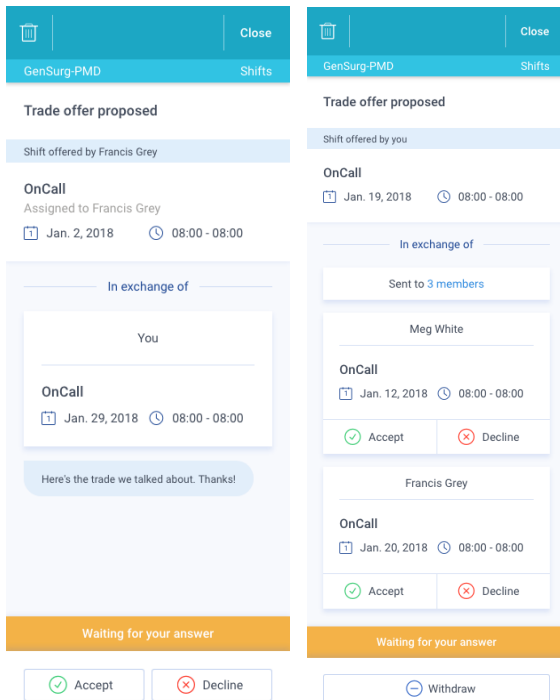 Close
GenSurg-PMD Shifts
Trade offer proposed
Shift offered by Francis Grey
OnCall
Assigned to Francis Grey
1 Jan. 2, 2018 08:00 - 08:00
In exchange of
You
OnCall
1 Jan. 29, 2018 08:00 - 08:00
Here's the trade we talked about. Thanks!
Waiting for your answer
Accept Decline
Close
GenSurg-PMD Shifts
Trade offer proposed
Shift offered by you
OnCall
1 Jan. 19, 2018 08:00 - 08:00
In exchange of
Sent to 3 members
Meg White
OnCall
1 Jan. 12, 2018 08:00 - 08:00
Accept Decline
Francis Grey
OnCall
1 Jan. 20, 2018 08:00 - 08:00
Accept Decline
Waiting for your answer
Withdraw